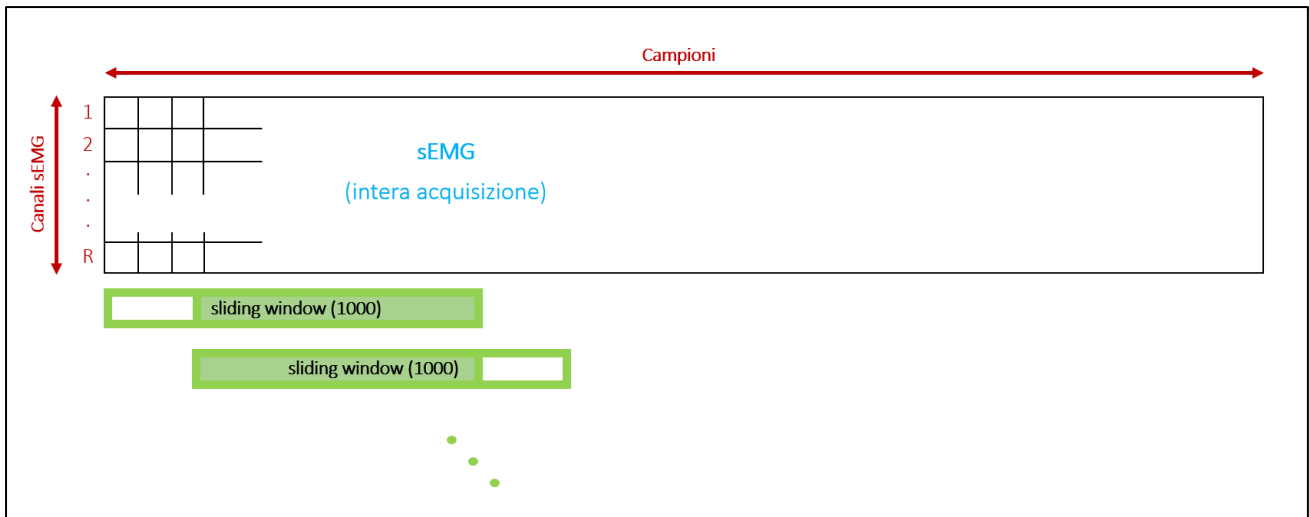 Campioni
Canali sEMG
1
2
.
.
.
R
sEMG
(intera acquisizione)
sliding window (1000)
sliding window (1000)